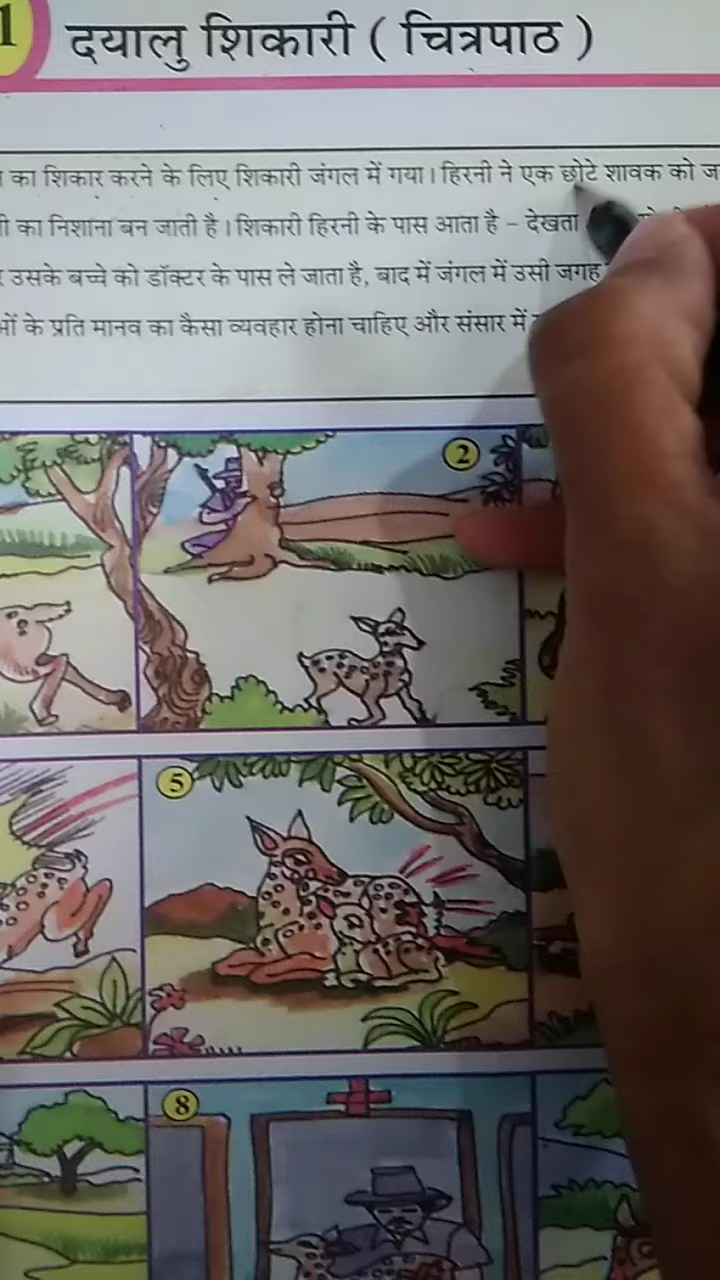 1 दयालु शिकारी ( चित्रपाठ )
का शिकार करने के लिए शिकारी जंगल में गया। हिरनी ने एक छोटे शावक को
का निशाना बन जाती है। शिकारी हिरनी के पास आता है – देखता
उसके बच्चे को डॉक्टर के पास ले जाता है, बाद में जंगल में उसी जगह
के प्रति मानव का कैसा व्यवहार होना चाहिए और संसार में
2
5
8